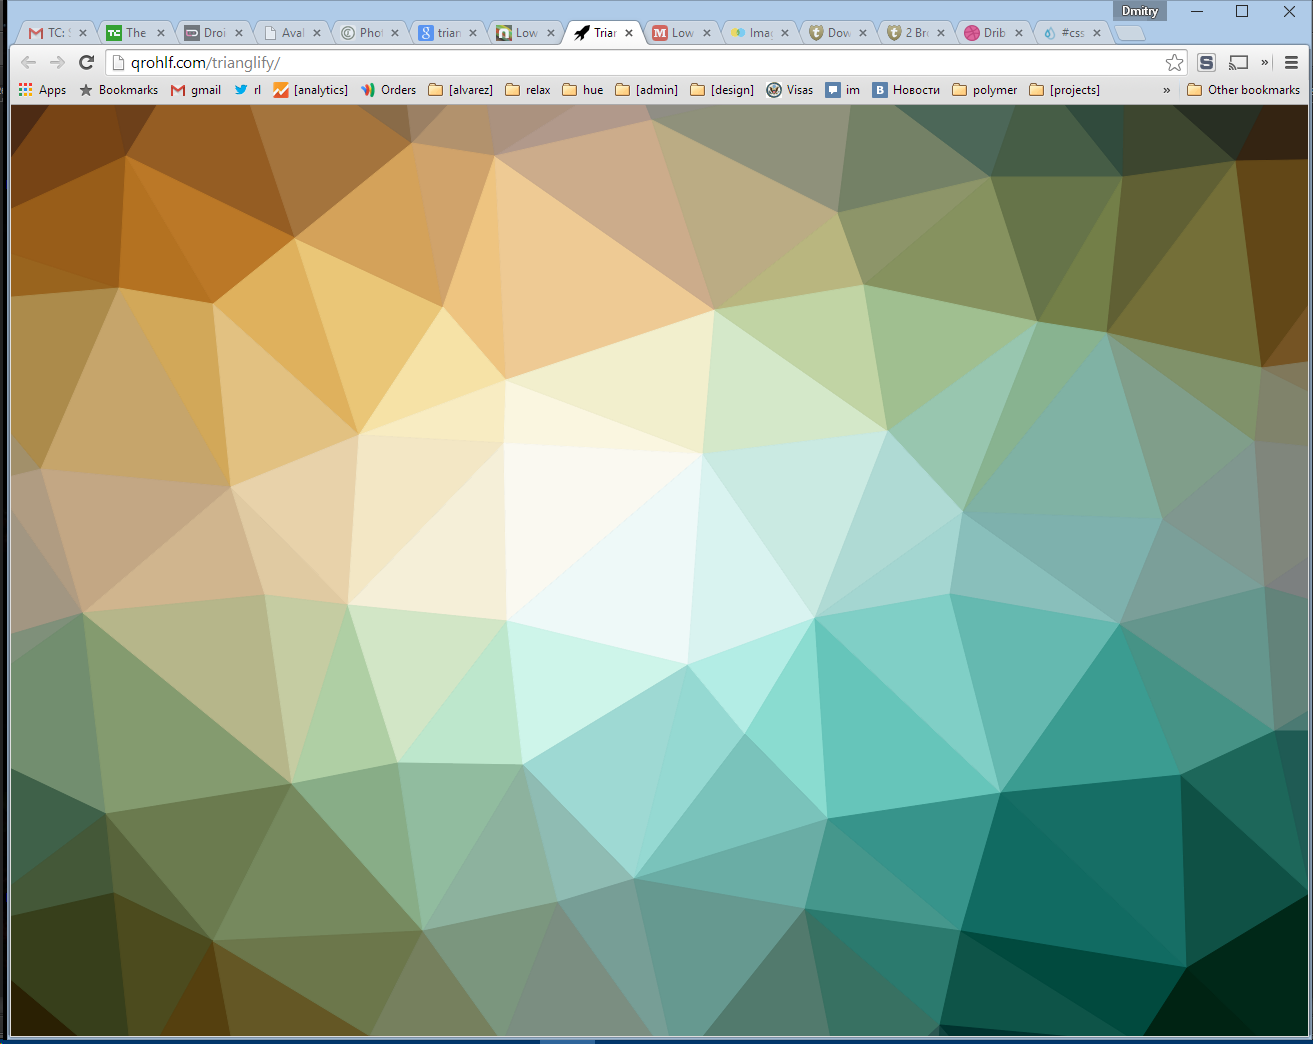 Dmitry
TC: The Droi Aval Phot trian Low Trian Low Imag Dow 2 Br Drib #css
qrohlf.com/trianglify/
Apps Bookmarks gmail rl [analytics] Orders [alvarez] relax hue [admin] [design] Visas im Новости polymer [projects] » Other bookmarks